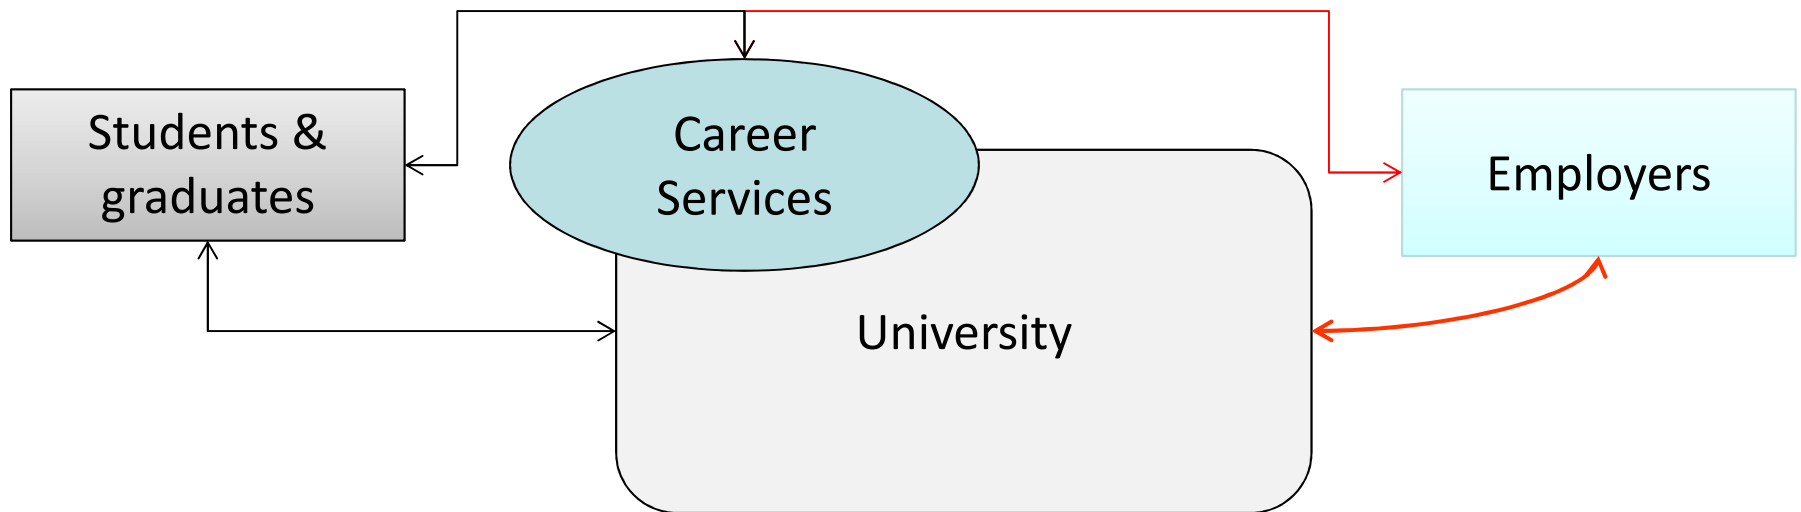 Students &
graduates
Career
Services
Employers
University